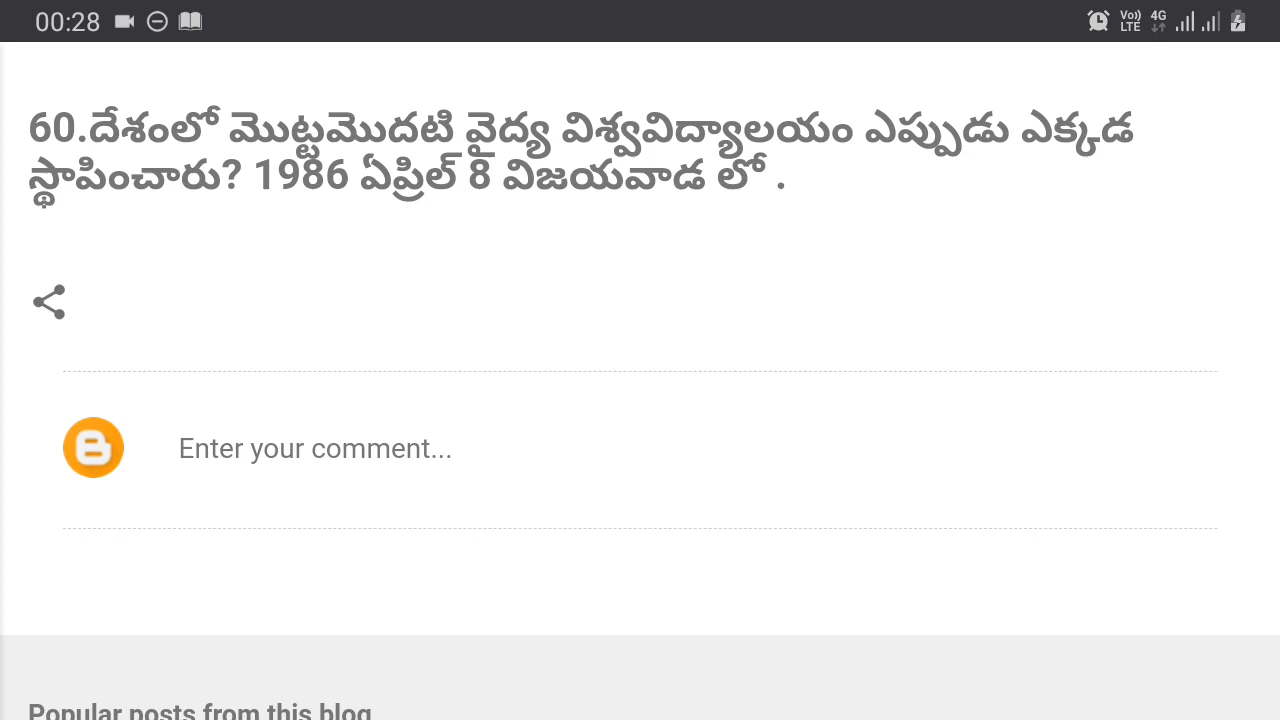 00:28 Vo) LTE 4G
60.దేశంలో మొట్టమొదటి వైద్య విశ్వవిద్యాలయం ఎప్పుడు ఎక్కడ
స్థాపించారు? 1986 ఏప్రిల్ 8 విజయవాడ లో .
Enter your comment...
Popular posts from this blog